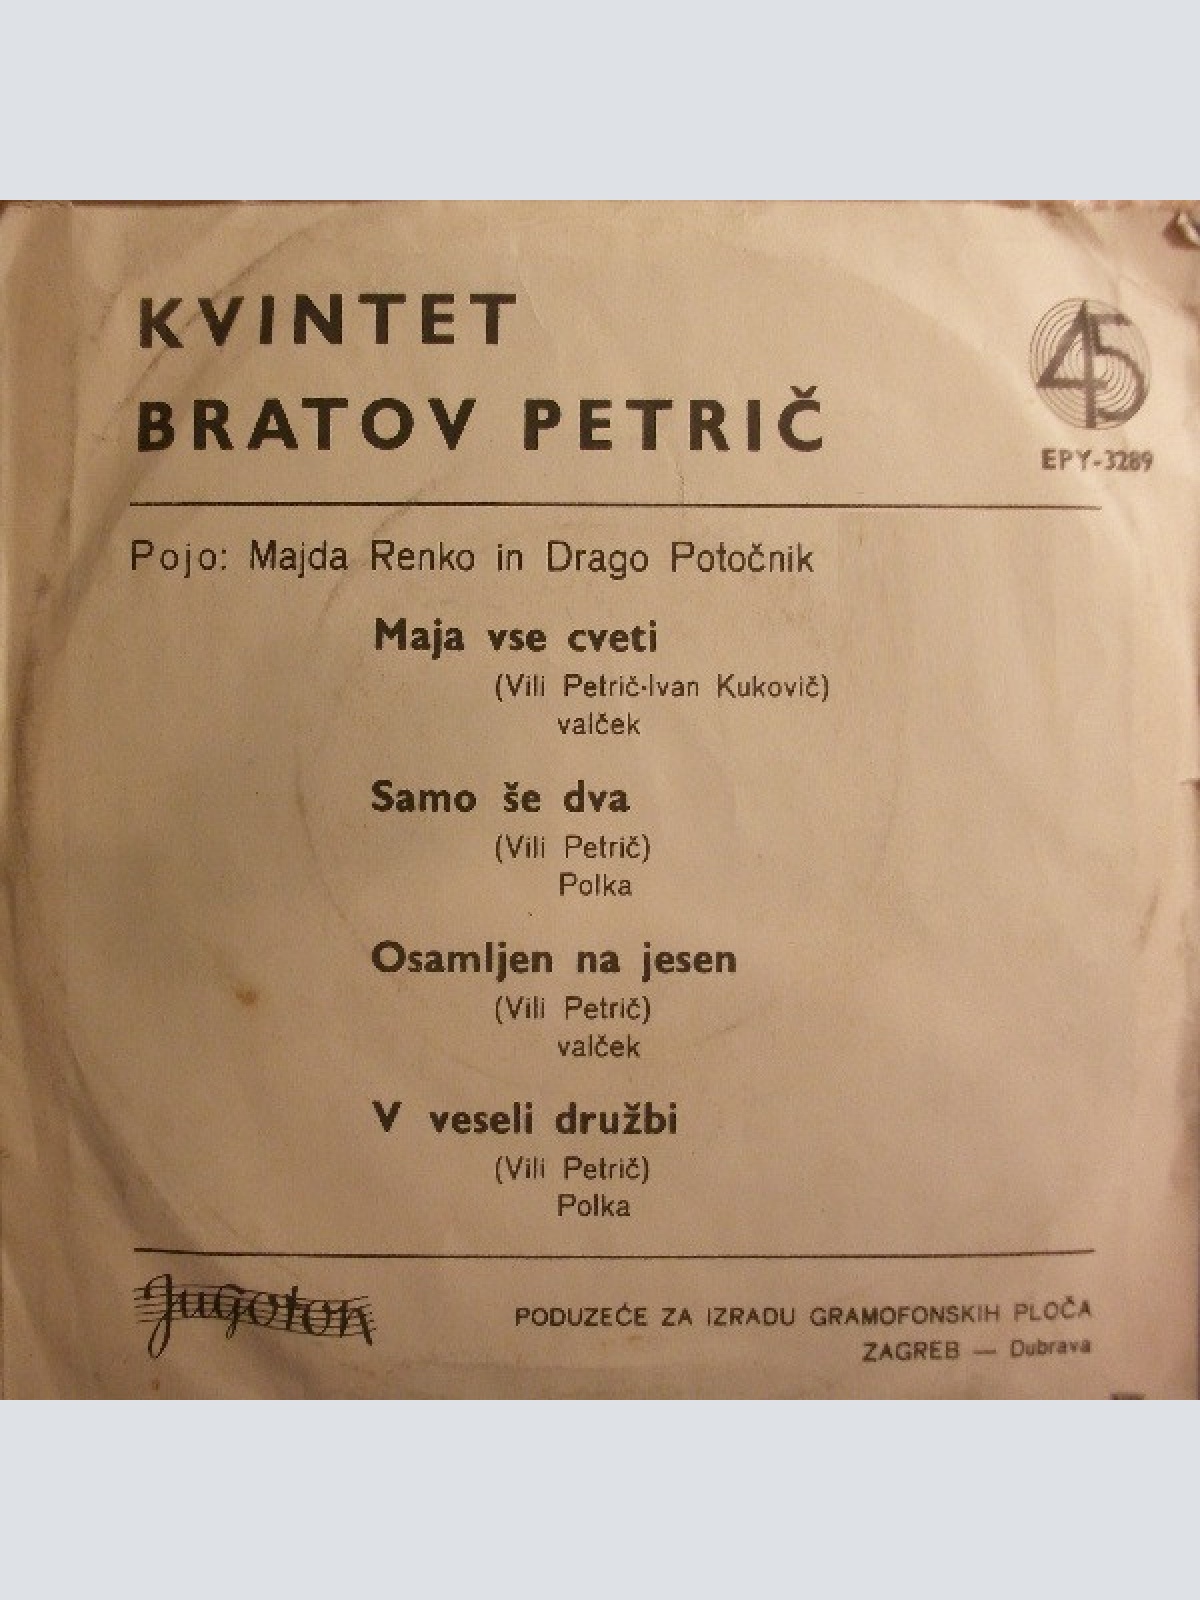 KVINTET
BRATOV PETRIČ
45
EPY-3289
Pojo: Majda Renko in Drago Potočnik
Maja vse cveti
(Vili Petrič-Ivan Kukovič)
valček
Samo še dva
(Vili Petrič)
Polka
Osamljen na jesen
(Vili Petrič)
valček
V veseli družbi
(Vili Petrič)
Polka
Jugoton
PODUZEĆE ZA IZRADU GRAMOFONSKIH PLOČA
ZAGREB — Dubrava